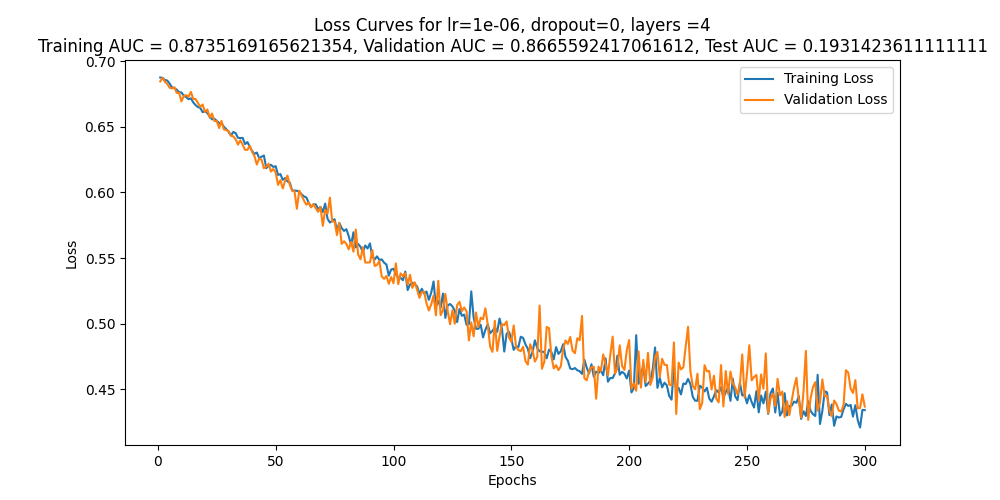 Loss Curves for lr=1e-06, dropout=0, layers =4
Training AUC = 0.8735169165621354, Validation AUC = 0.8665592417061612, Test AUC = 0.1931423611111111
Training Loss
Validation Loss
0.70
0.65
0.60
0.55
0.50
0.45
Loss
0 50 100 150 200 250 300
Epochs